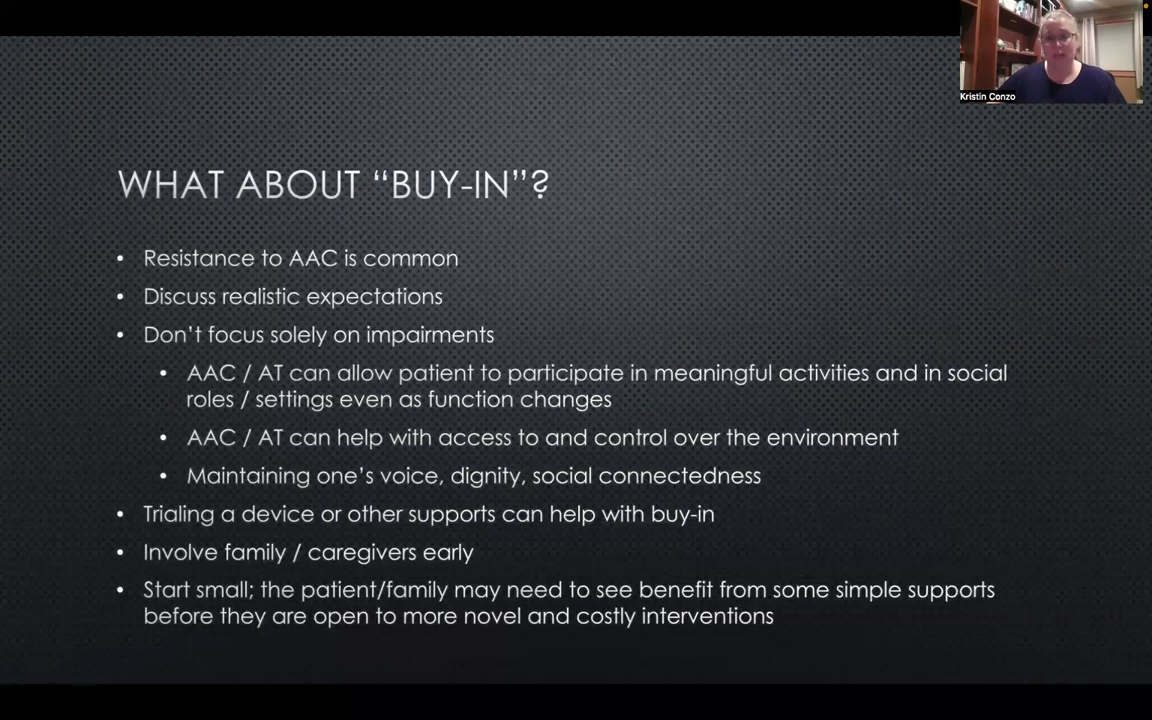 Kristin Conzo
WHAT ABOUT “BUY-IN”?
• Resistance to AAC is common
• Discuss realistic expectations
• Don’t focus solely on impairments
• AAC / AT can allow patient to participate in meaningful activities and in social
roles / settings even as function changes
• AAC / AT can help with access to and control over the environment
• Maintaining one’s voice, dignity, social connectedness
• Trialing a device or other supports can help with buy-in
• Involve family / caregivers early
• Start small; the patient/family may need to see benefit from some simple supports
before they are open to more novel and costly interventions